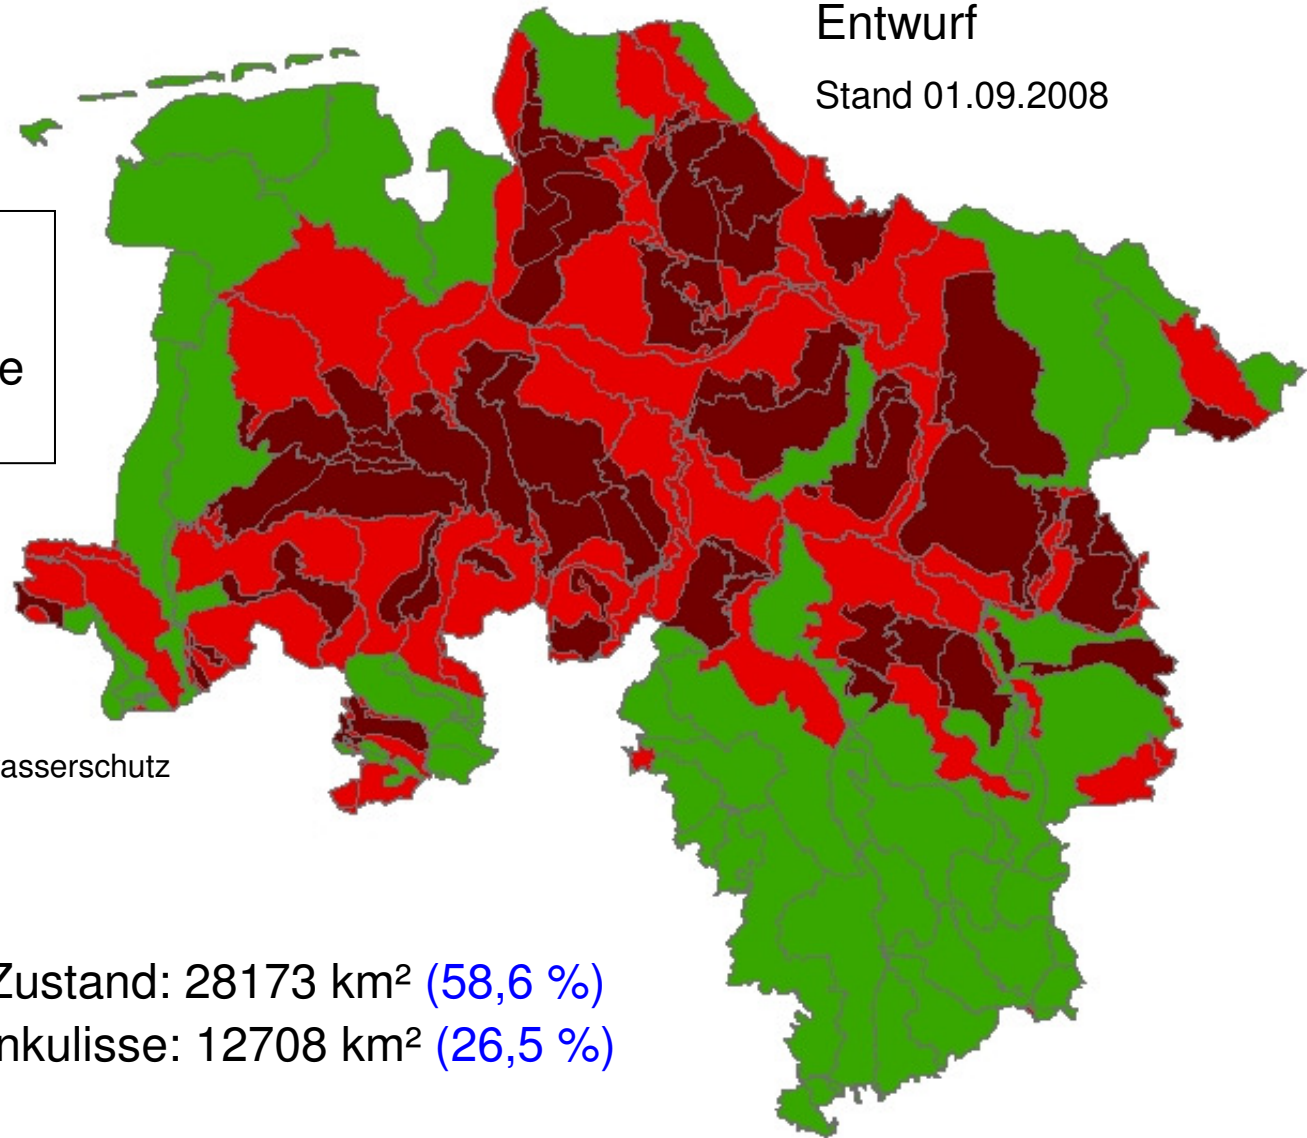 Entwurf
Stand 01.09.2008
e
asserschutz
Zustand: 28173 km² (58,6 %)
nkulisse: 12708 km² (26,5 %)